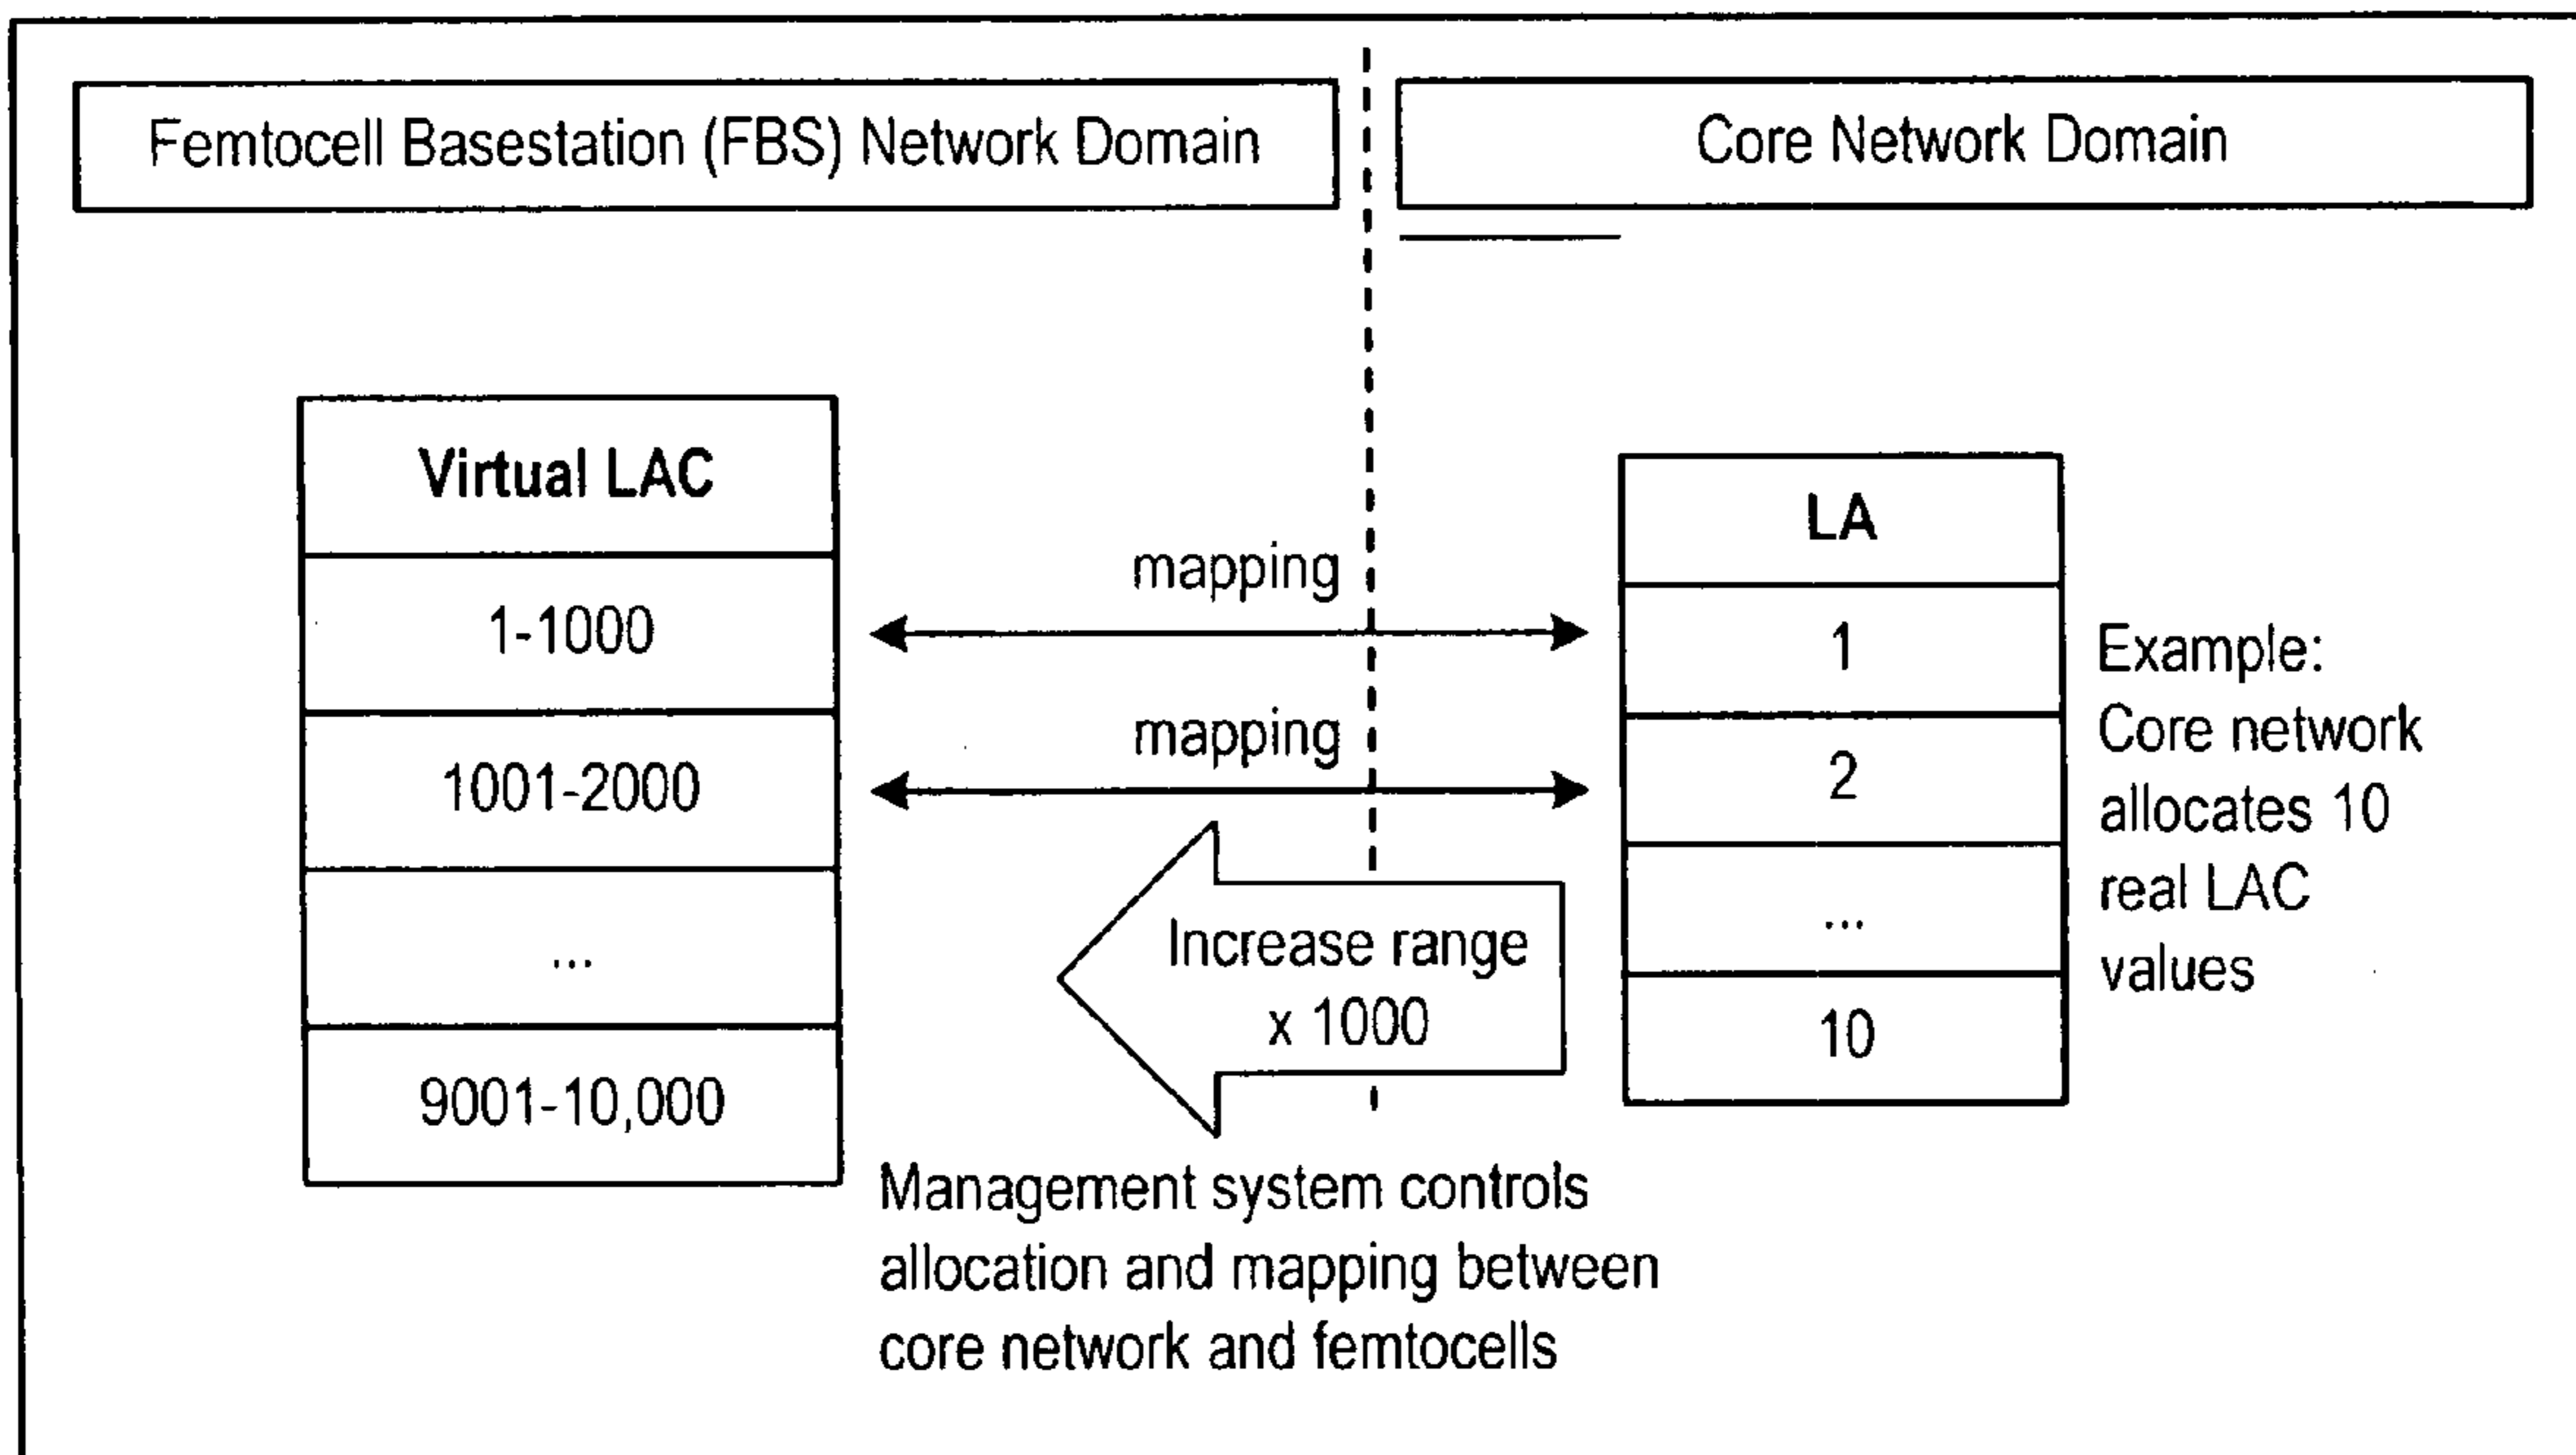 Femtocell Basestation (FBS) Network Domain
Core Network Domain
Virtual LAC
1-1000
1001-2000
...
9001-10,000
mapping
mapping
Increase range
x 1000
Management system controls
allocation and mapping between
core network and femtocells
LA
1
2
...
10
Example:
Core network
allocates 10
real LAC
values